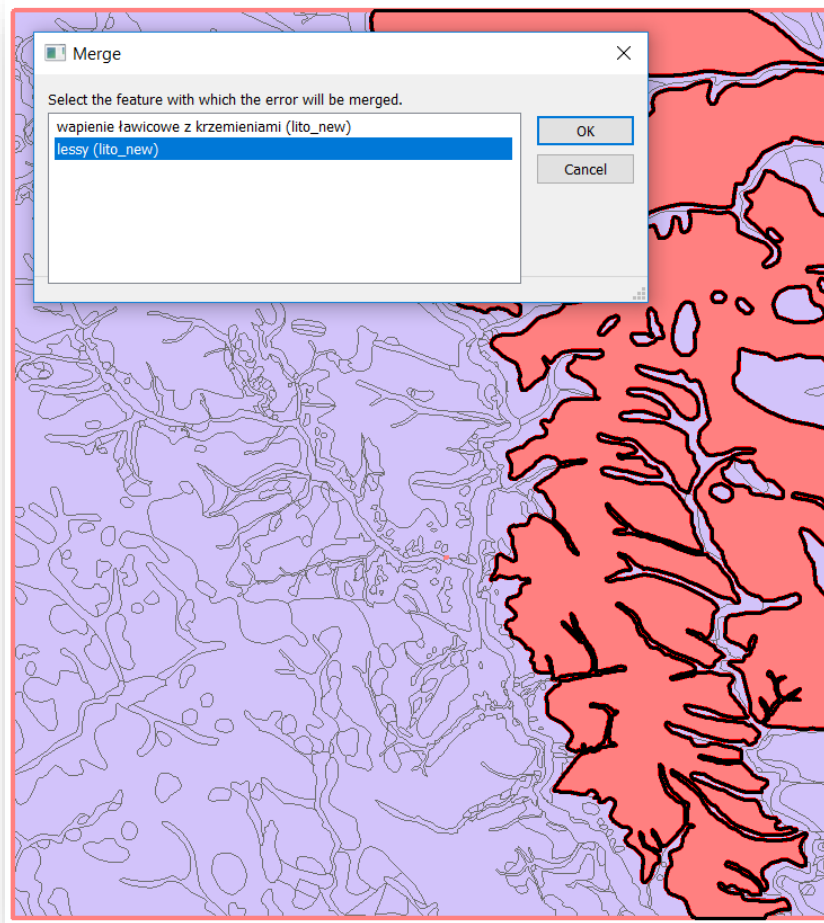 Merge
Select the feature with which the error will be merged.
wapienie ławicowe z krzemieniami (lito_new)
lessy (lito_new)
OK
Cancel